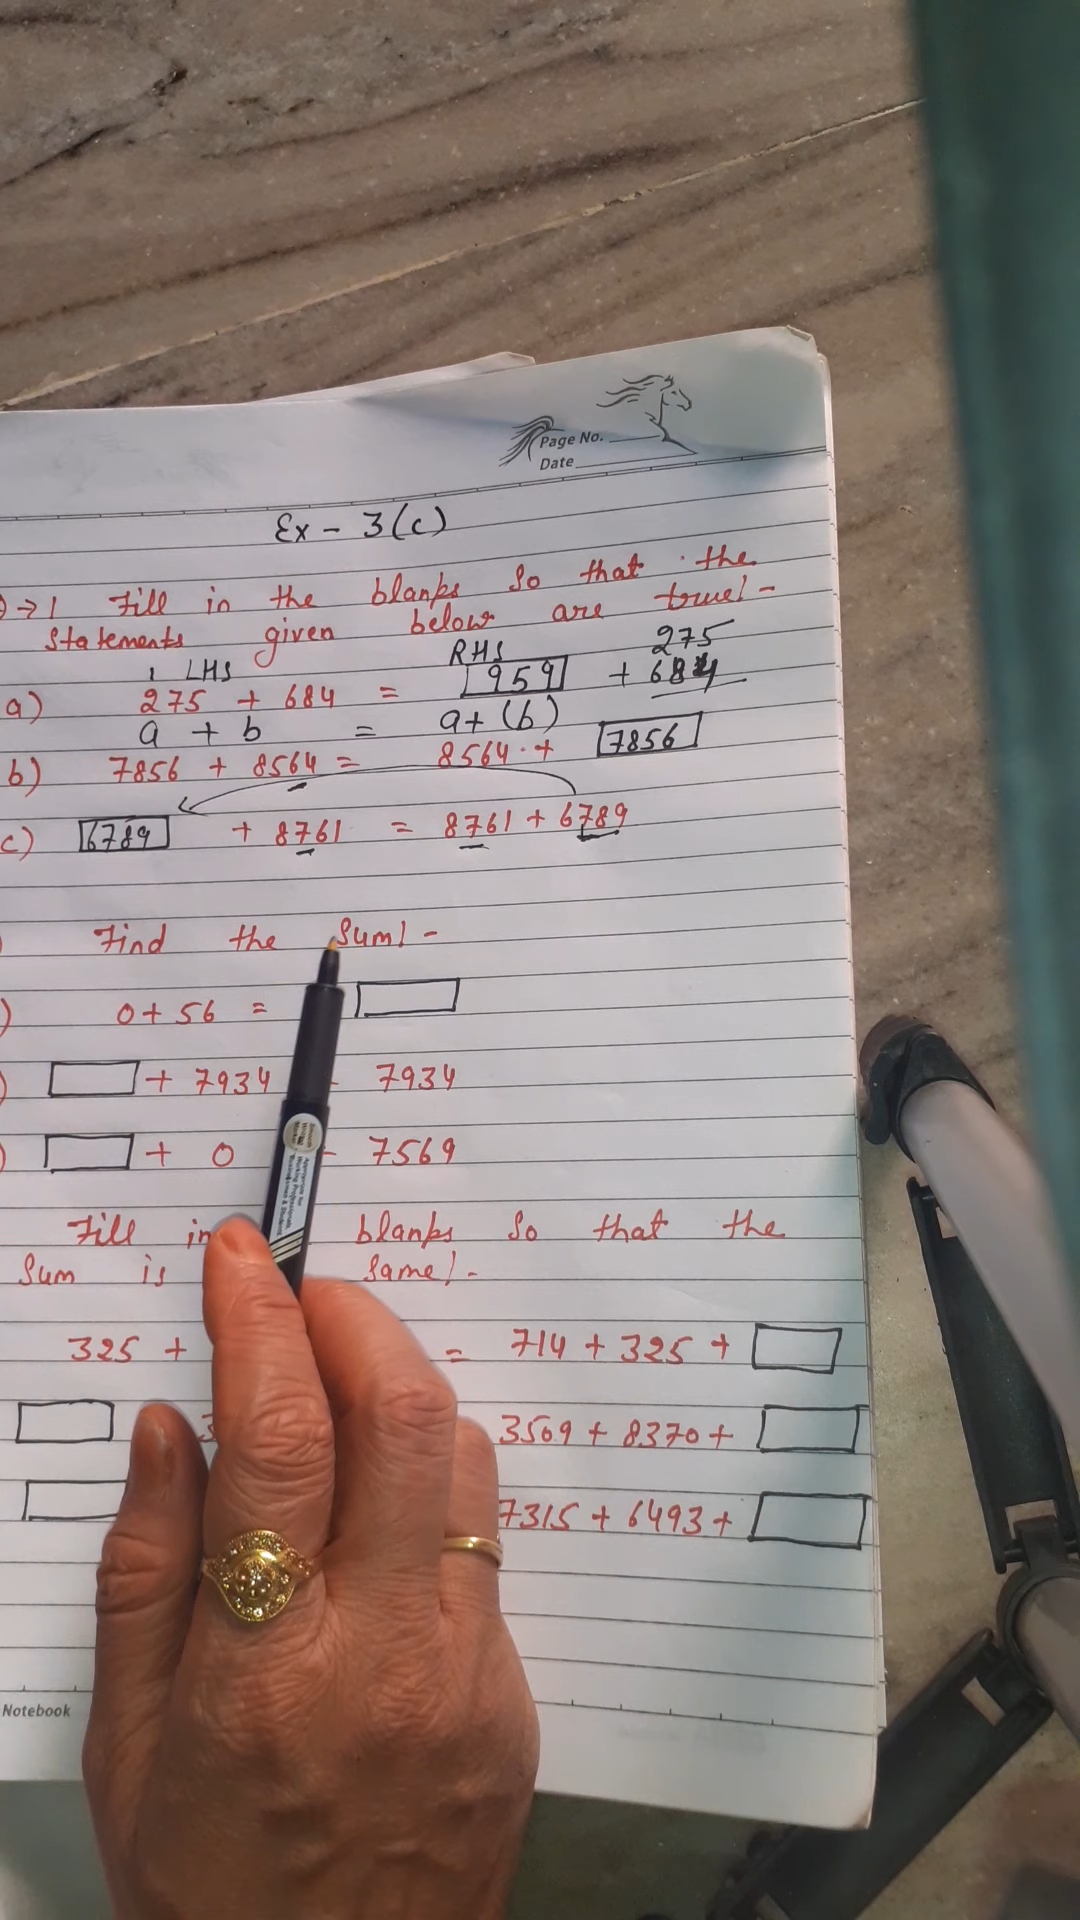 Page No.
Date
Ex - 3(c)
→ 1 Fill in the blanks so that the
statements given below are true!-
LHS RHS 275
a) 275 + 684 = 959 + 684
a + b = a + (b)
b) 7856 + 8564 = 8564 + 7856
c) 6789 + 8761 = 8761 + 6789
Find the Sum!-
0 + 56 =
+ 7934 7934
+ 0 7569
Fill in blanks so that the
Sum is same!-
325 + = 714 + 325 +
3509 + 8370 +
7315 + 6493 +
Notebook